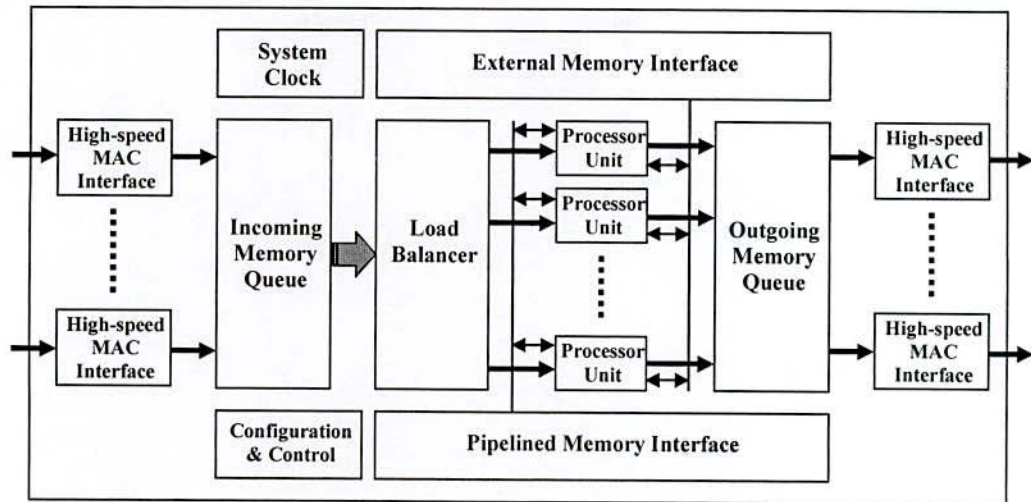 System
Clock
External Memory Interface
High-speed
MAC
Interface
High-speed
MAC
Interface
Incoming
Memory
Queue
Load
Balancer
Processor
Unit
Processor
Unit
Processor
Unit
Outgoing
Memory
Queue
High-speed
MAC
Interface
High-speed
MAC
Interface
Configuration
& Control
Pipelined Memory Interface